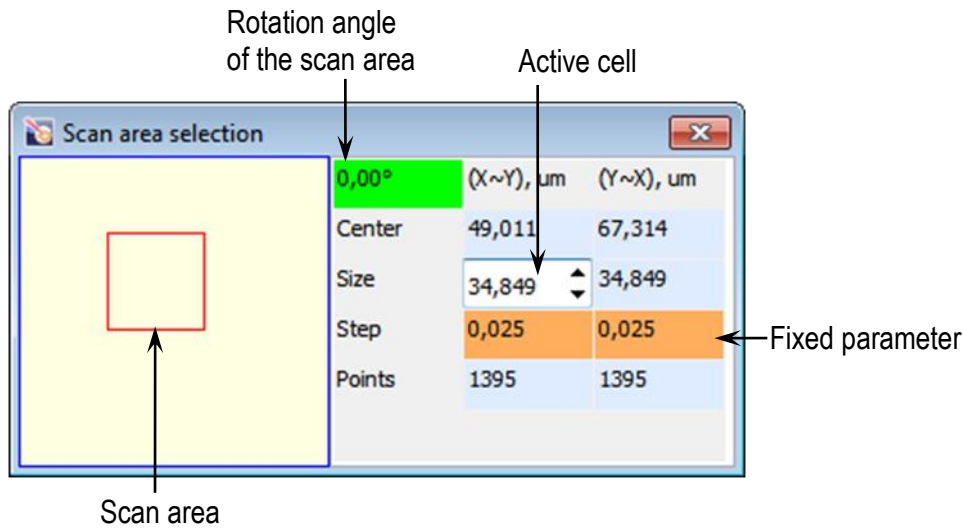 Rotation angle
of the scan area
Active cell
Scan area selection
0,00° (X~Y), um (Y~X), um
Center 49,011 67,314
Size 34,849 34,849
Step 0,025 0,025
Points 1395 1395
Fixed parameter
Scan area